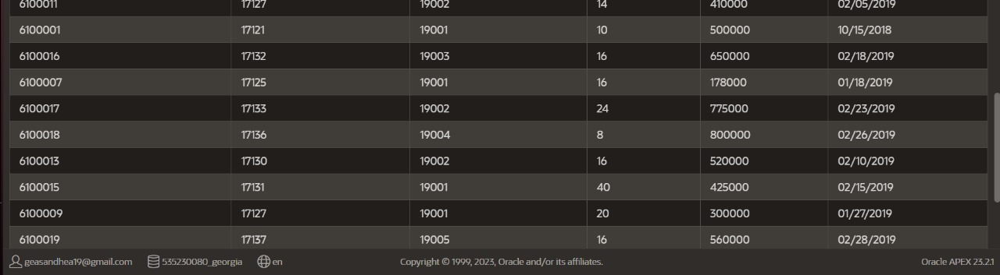 6100011 17127 19002 14 410000 02/05/2019
6100001 17121 19001 10 500000 10/15/2018
6100016 17132 19003 16 650000 02/18/2019
6100007 17125 19001 16 178000 01/18/2019
6100017 17133 19002 24 775000 02/23/2019
6100018 17136 19004 8 800000 02/26/2019
6100013 17130 19002 16 520000 02/10/2019
6100015 17131 19001 40 425000 02/15/2019
6100009 17127 19001 20 300000 01/27/2019
6100019 17137 19005 16 560000 02/28/2019
geasandhea19@gmail.com 535230080_georgia en Copyright © 1999, 2023, Oracle and/or its affiliates. Oracle APEX 23.2.1